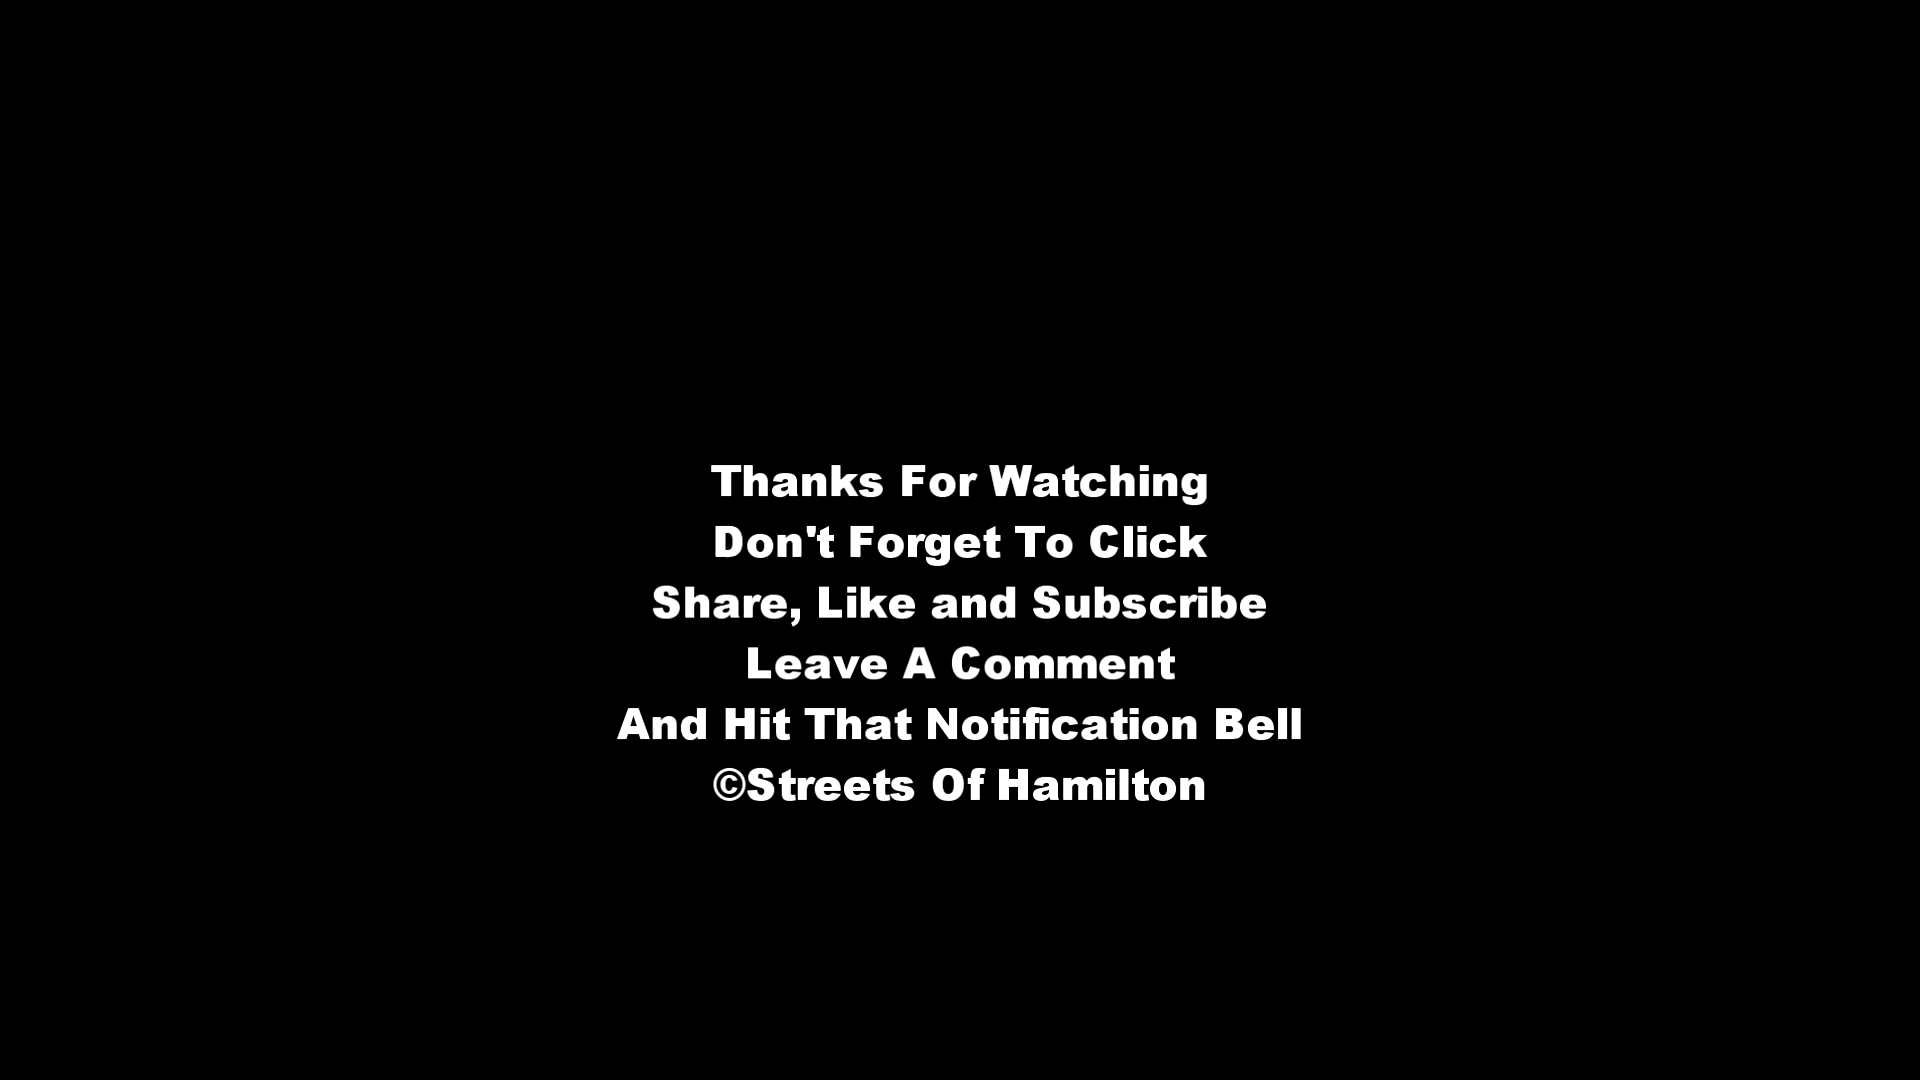 Thanks For Watching
Don't Forget To Click
Share, Like and Subscribe
Leave A Comment
And Hit That Notification Bell
©Streets Of Hamilton